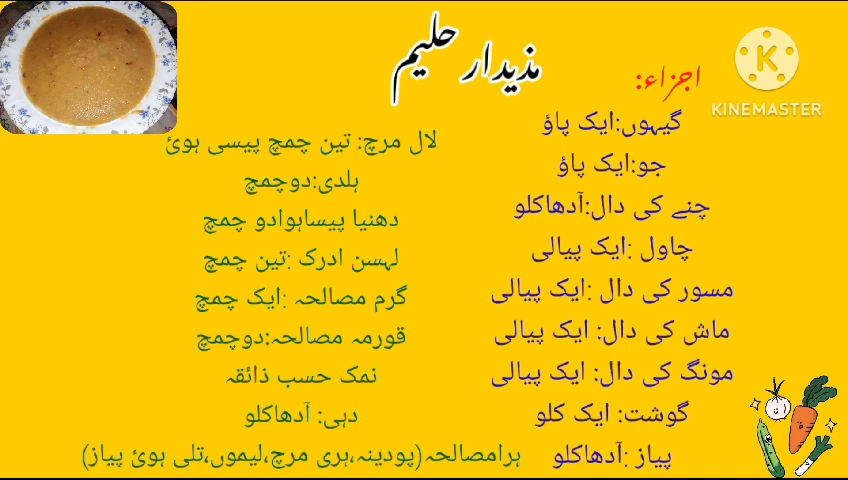 مذیدار حلیم
اجزاء:
KINEMASTER
گیہوں:ایک پاؤ
جو:ایک پاؤ
چنے کی دال:آدھاکلو
چاول :ایک پیالی
مسور کی دال :ایک پیالی
ماش کی دال: ایک پیالی
مونگ کی دال: ایک پیالی
گوشت: ایک کلو
پیاز :آدھاکلو
لال مرچ: تین چمچ پیسی ہوئ
ہلدی:دوچمچ
دھنیا پیساہوادو چمچ
لہسن ادرک :تین چمچ
گرم مصالحہ :ایک چمچ
قورمہ مصالحہ:دوچمچ
نمک حسب ذائقہ
دہی: آدھاکلو
ہرامصالحہ(پودینہ،ہری مرچ،لیموں،تلی ہوئ پیاز)